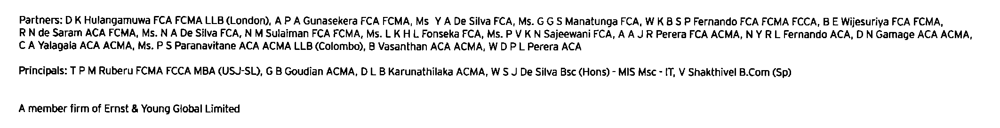 Partners: D K Hulangamuwa FCA FCMA LLB (London), A P A Gunasekera FCA FCMA, Ms Y A De Silva FCA, Ms. G G S Manatunga FCA, W K B S P Fernando FCA FCMA FCCA, B E Wijesuriya FCA FCMA,
R N de Saram ACA FCMA, Ms. N A De Silva FCA, N M Sulaiman FCA FCMA, Ms. L K H L Fonseka FCA, Ms. P V K N Sajeewani FCA, A A J R Perera FCA ACMA, N Y R L Fernando ACA, D N Gamage ACA ACMA,
C A Yalagala ACA ACMA, Ms. P S Paranavitane ACA ACMA LLB (Colombo), B Vasanthan ACA ACMA, W D P L Perera ACA
Principals: T P M Ruberu FCMA FCCA MBA (USJ-SL), G B Goudian ACMA, D L B Karunathilaka ACMA, W S J De Silva Bsc (Hons) - MIS Msc - IT, V Shakthivel B.Com (Sp)
A member firm of Ernst & Young Global Limited